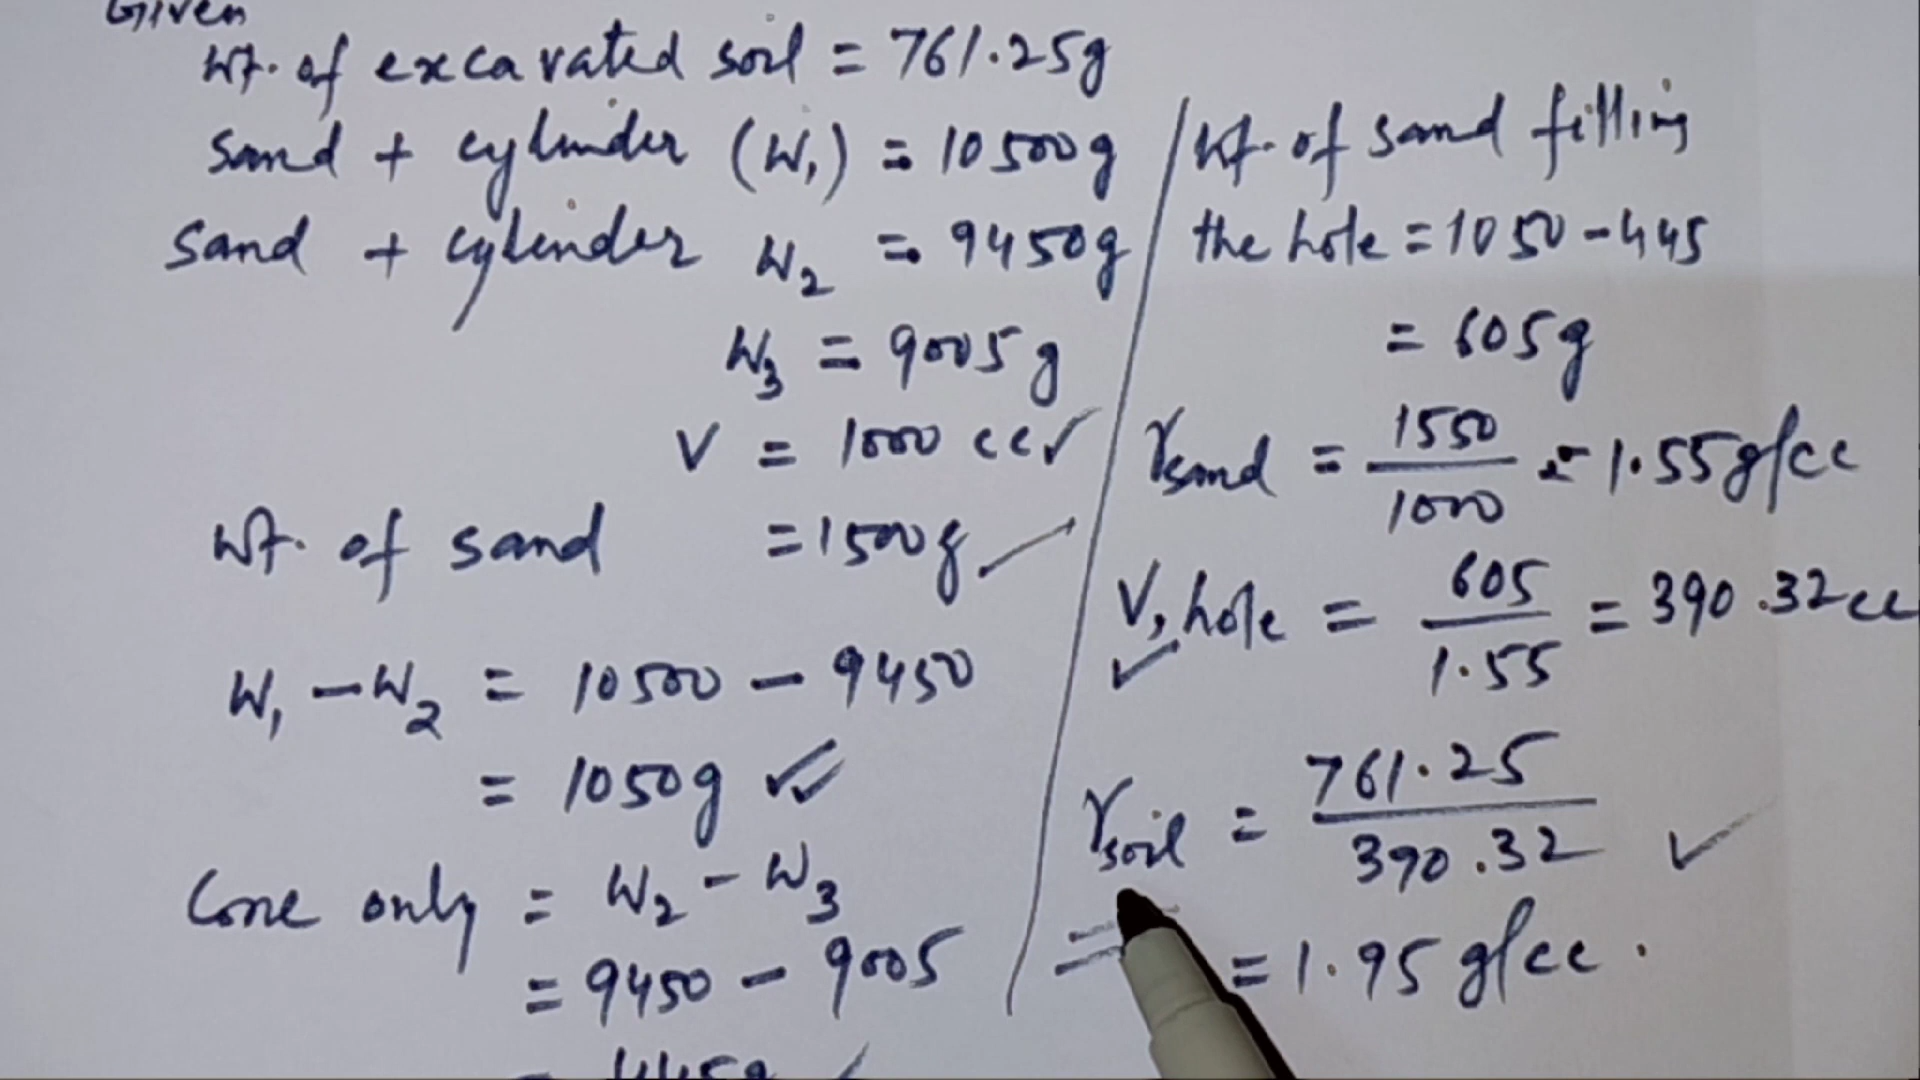 Given
Wt. of excavated soil = 761.25g
sand + cylinder (W₁) = 10500g
sand + cylinder W₂ = 9450g
W₃ = 9005g
V = 1000 cc✓
Wt. of sand = 1500g
W₁ - W₂ = 10500 - 9450
= 1050g ✓
Cone only = W₂ - W₃
= 9450 - 9005
= 445g ✓
Wt. of sand filling
the hole = 1050 - 445
= 605g
γsand = 1550/1000 = 1.55g/cc
V, hole = 605/1.55 = 390.32cc
✓
γsoil = 761.25/390.32 ✓
= 1.95 g/cc.